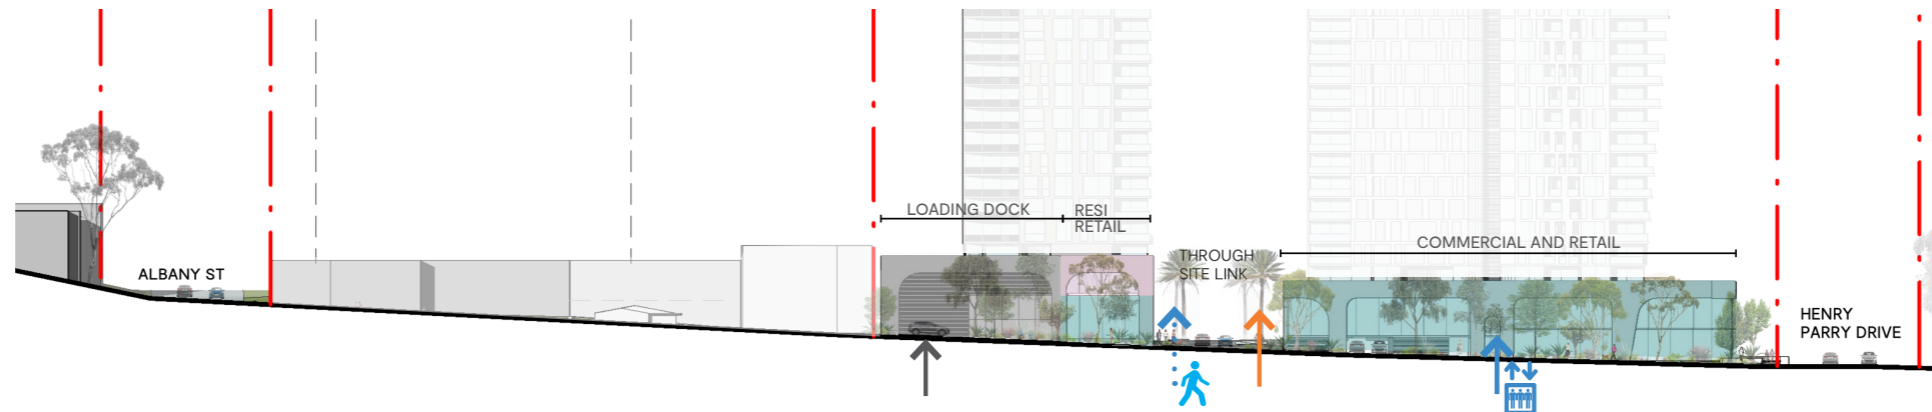 LOADING DOCK
RESI
RETAIL
COMMERCIAL AND RETAIL
THROUGH
SITE LINK
ALBANY ST
HENRY
PARRY DRIVE